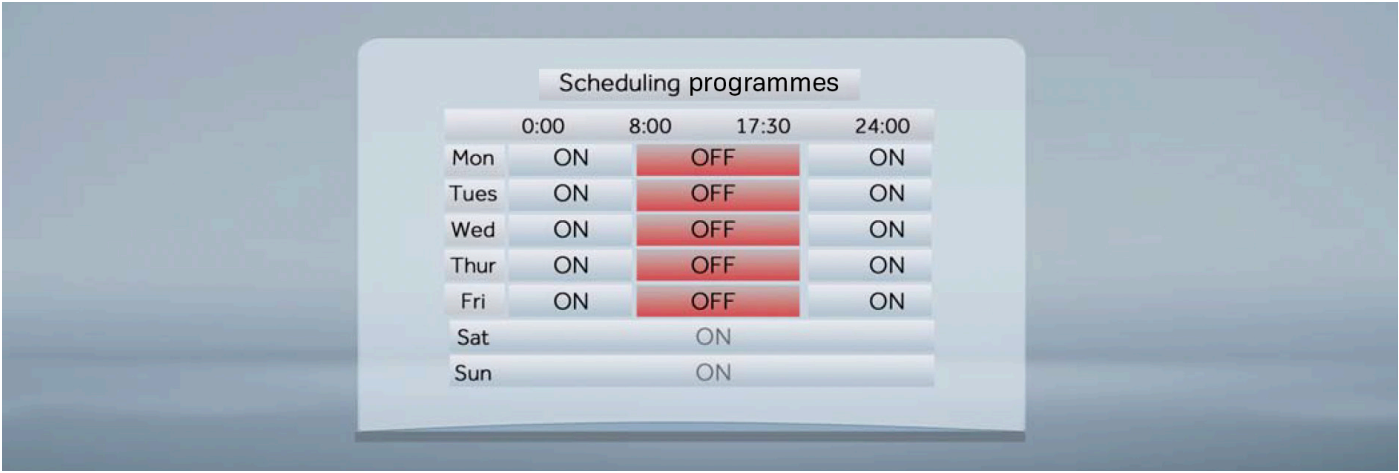 Scheduling programmes
0:00 8:00 17:30 24:00
Mon ON OFF ON
Tues ON OFF ON
Wed ON OFF ON
Thur ON OFF ON
Fri ON OFF ON
Sat ON
Sun ON